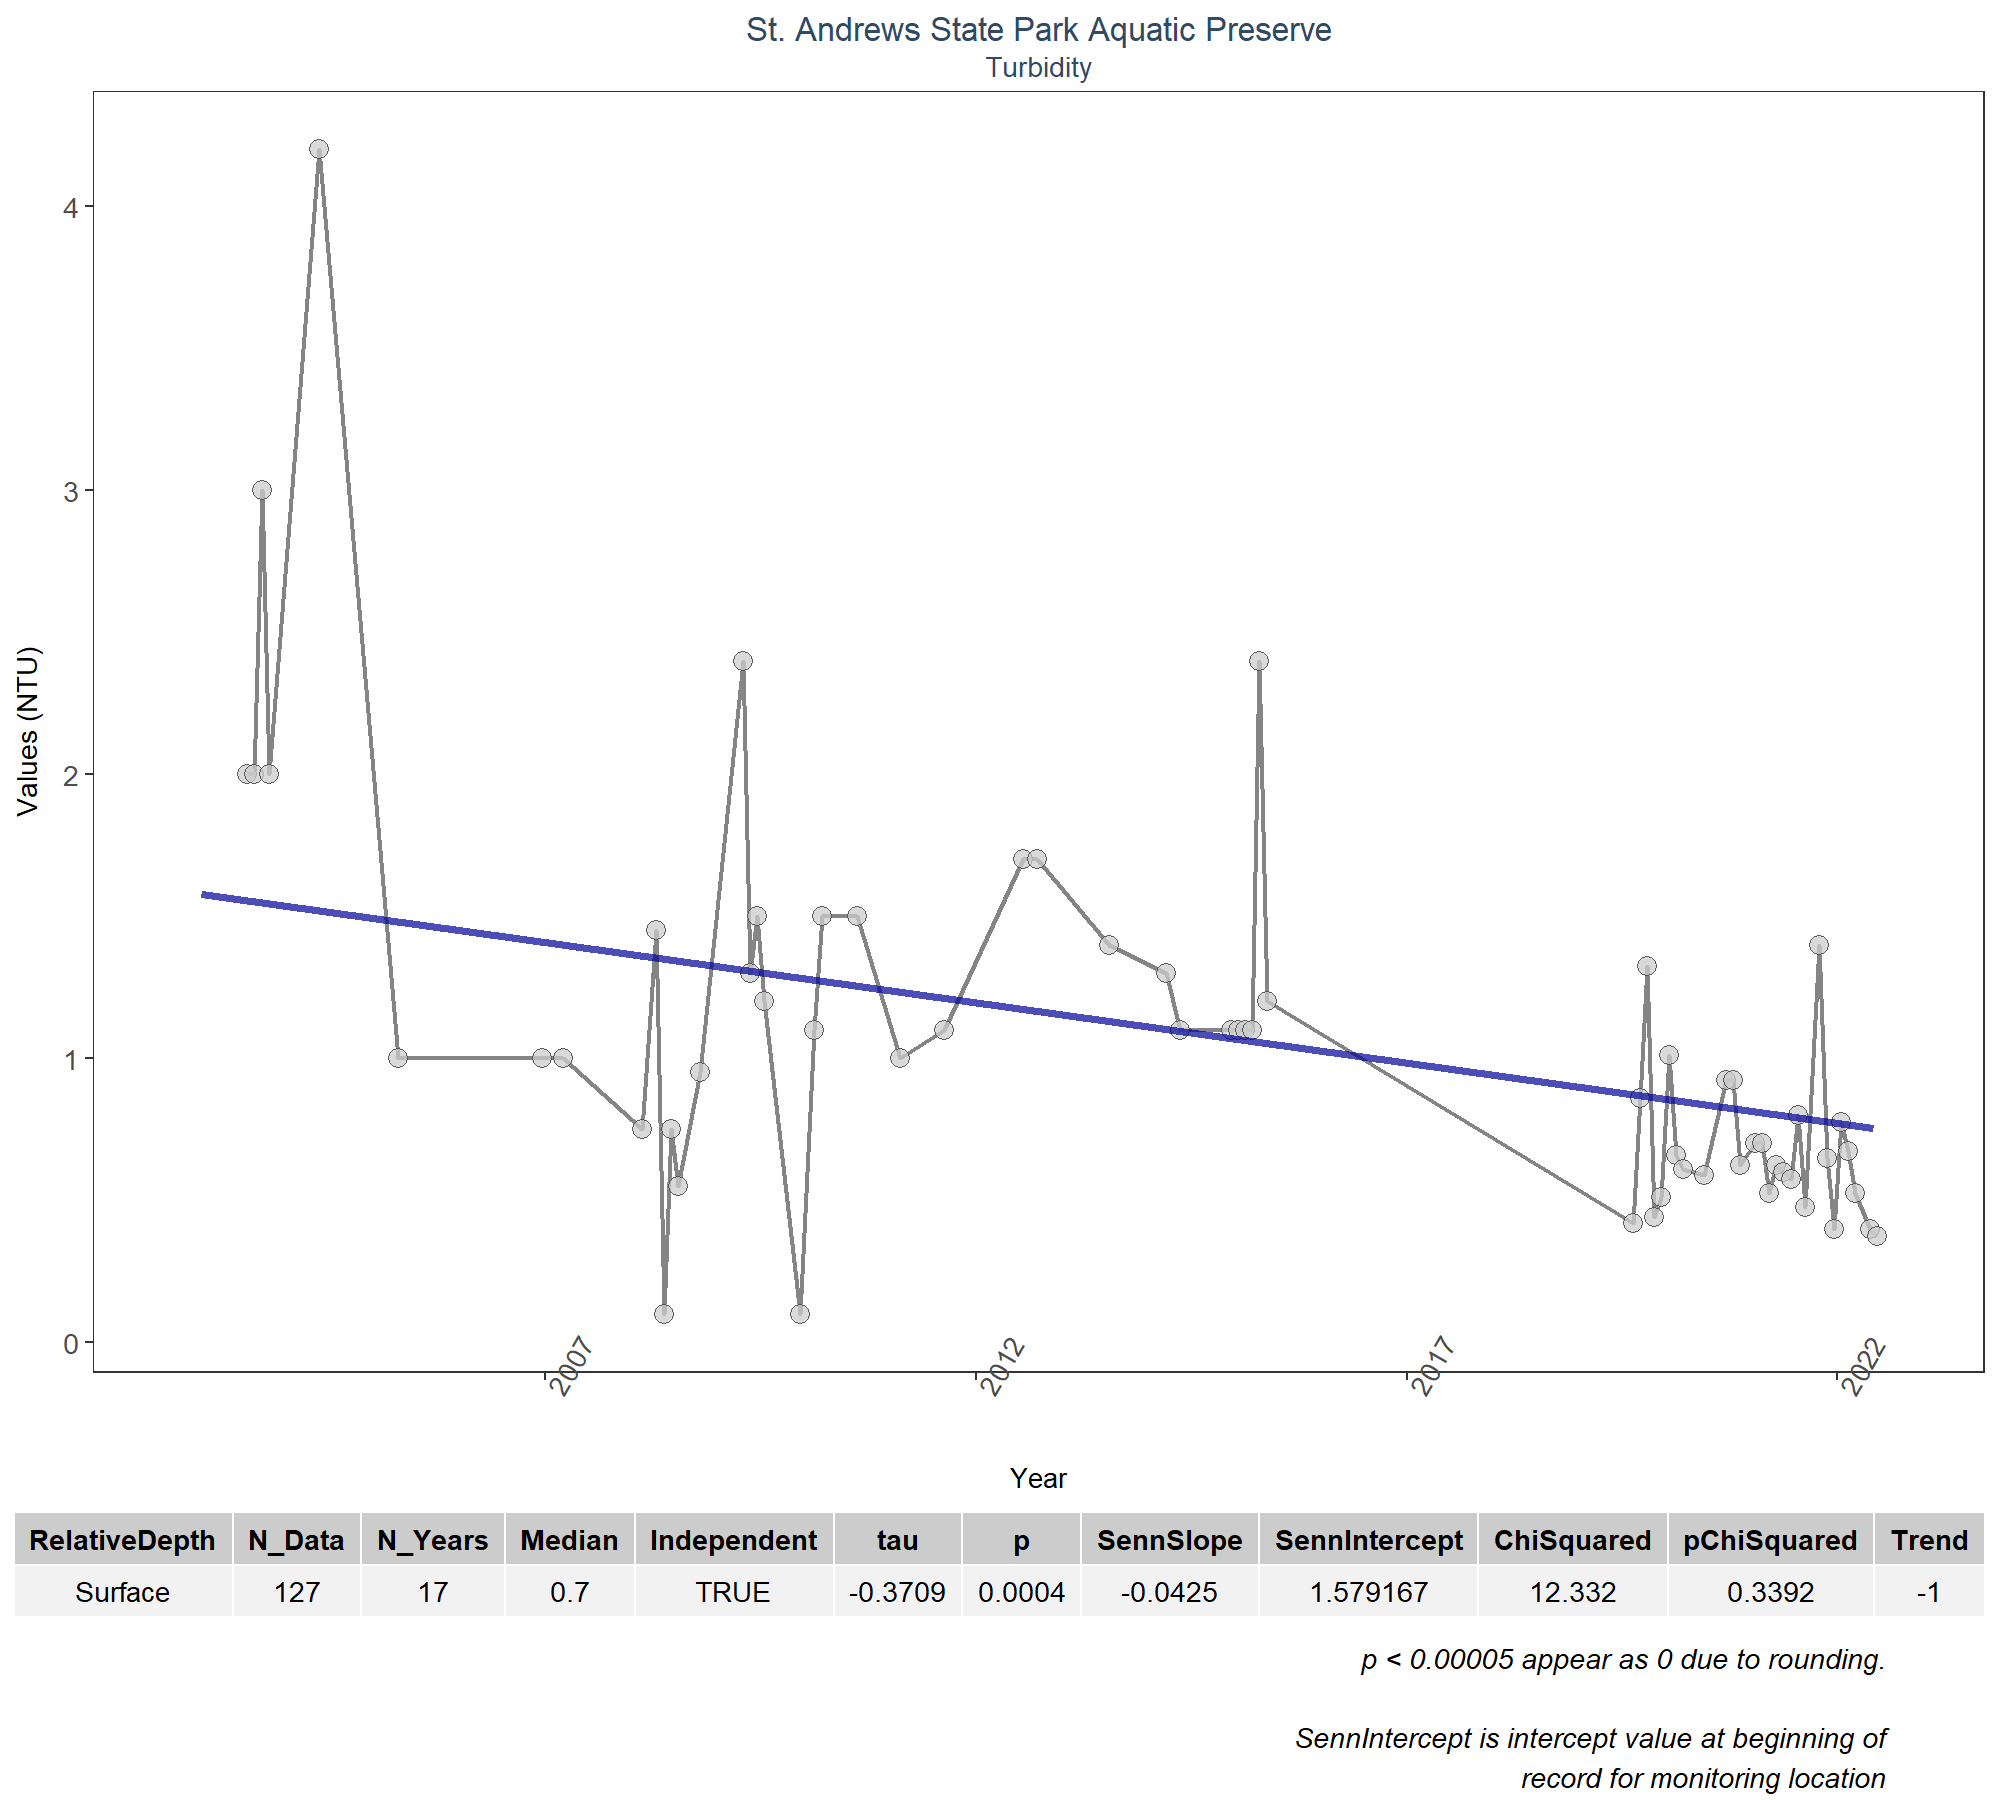 St. Andrews State Park Aquatic Preserve
Turbidity
Values (NTU)
4
3
2
1
0
2007 2012 2017 2022
Year
RelativeDepth N_Data N_Years Median Independent tau p SennSlope SennIntercept ChiSquared pChiSquared Trend
Surface 127 17 0.7 TRUE -0.3709 0.0004 -0.0425 1.579167 12.332 0.3392 -1
p < 0.00005 appear as 0 due to rounding.
SennIntercept is intercept value at beginning of
record for monitoring location